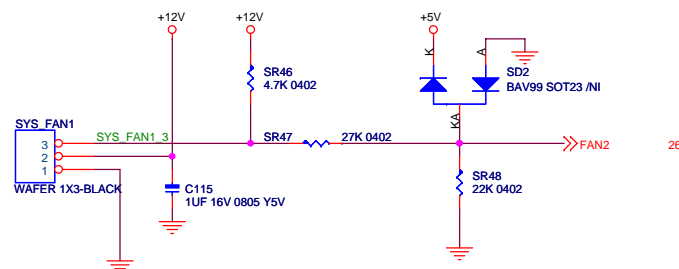 +12V
+12V
+5V
K
A
SR46
4.7K 0402
SD2
BAV99 SOT23 /NI
KA
SYS_FAN1
3
2
1
SYS_FAN1_3
SR47
27K 0402
FAN2
26
WAFER 1X3-BLACK
C115
1UF 16V 0805 Y5V
SR48
22K 0402